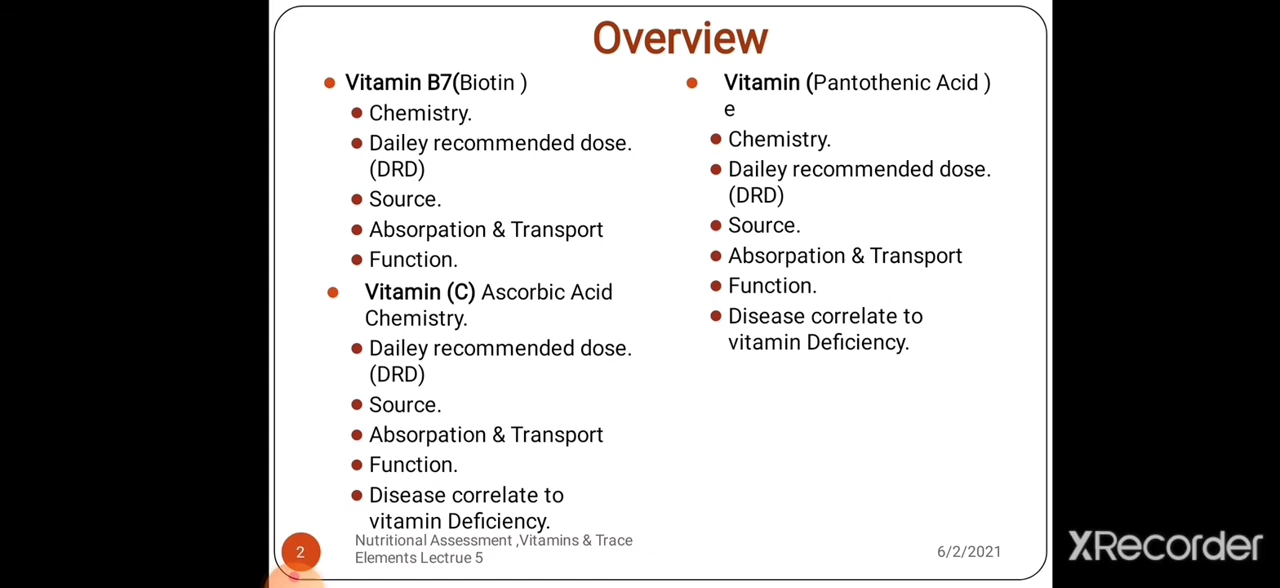 Overview
Vitamin B7(Biotin )
Chemistry.
Dailey recommended dose.
(DRD)
Source.
Absorpation & Transport
Function.
Vitamin (C) Ascorbic Acid
Chemistry.
Dailey recommended dose.
(DRD)
Source.
Absorpation & Transport
Function.
Disease correlate to
vitamin Deficiency.
Vitamin (Pantothenic Acid )
e
Chemistry.
Dailey recommended dose.
(DRD)
Source.
Absorpation & Transport
Function.
Disease correlate to
vitamin Deficiency.
2
Nutritional Assessment ,Vitamins & Trace
Elements Lectrue 5
6/2/2021
XRecorder